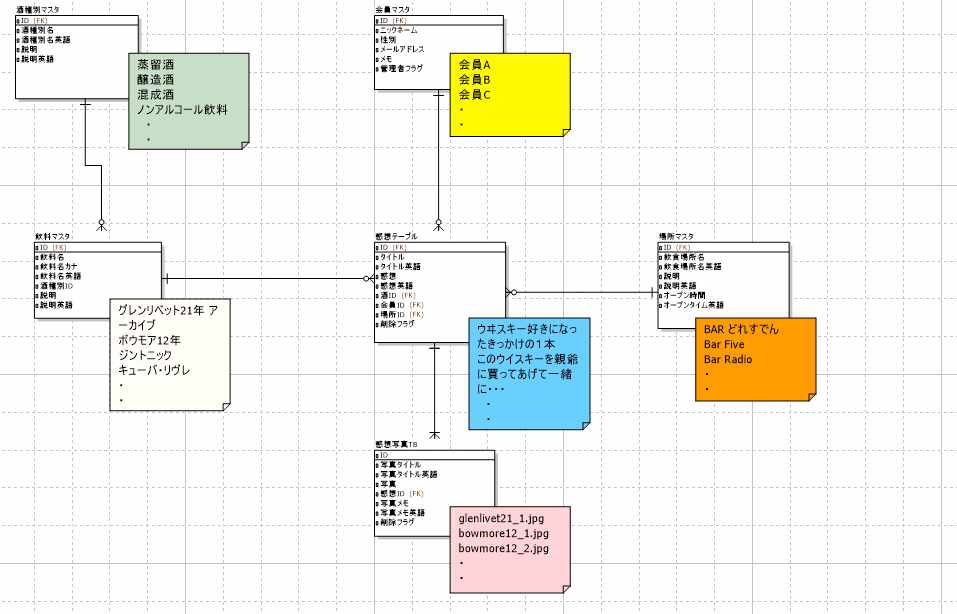 酒種別マスタ
ID (FK)
酒種別名
酒種別名英語
説明
説明英語
蒸留酒
醸造酒
混成酒
ノンアルコール飲料
・
・
会員マスタ
ID (FK)
ニックネーム
性別
メールアドレス
メモ
管理者フラグ
会員A
会員B
会員C
・
・
飲料マスタ
ID (FK)
飲料名
飲料名カナ
飲料名英語
酒種別ID
説明
説明英語
グレンリベット21年 ア
ーカイブ
ボウモア12年
ジントニック
キューバ・リヴレ
・
・
感想テーブル
ID (FK)
タイトル
タイトル英語
感想
感想英語
酒ID (FK)
会員ID (FK)
場所ID (FK)
削除フラグ
ウヰスキー好きになっ
たきっかけの１本
このウイスキーを親爺
に買ってあげて一緒
に・・・
・
・
場所マスタ
ID (FK)
飲食場所名
飲食場所名英語
説明
説明英語
オープン時間
オープンタイム英語
BAR どれすでん
Bar Five
Bar Radio
・
・
感想写真TB
ID
写真タイトル
写真タイトル英語
写真
感想ID (FK)
写真メモ
写真メモ英語
削除フラグ
glenlivet21_1.jpg
bowmore12_1.jpg
bowmore12_2.jpg
・
・